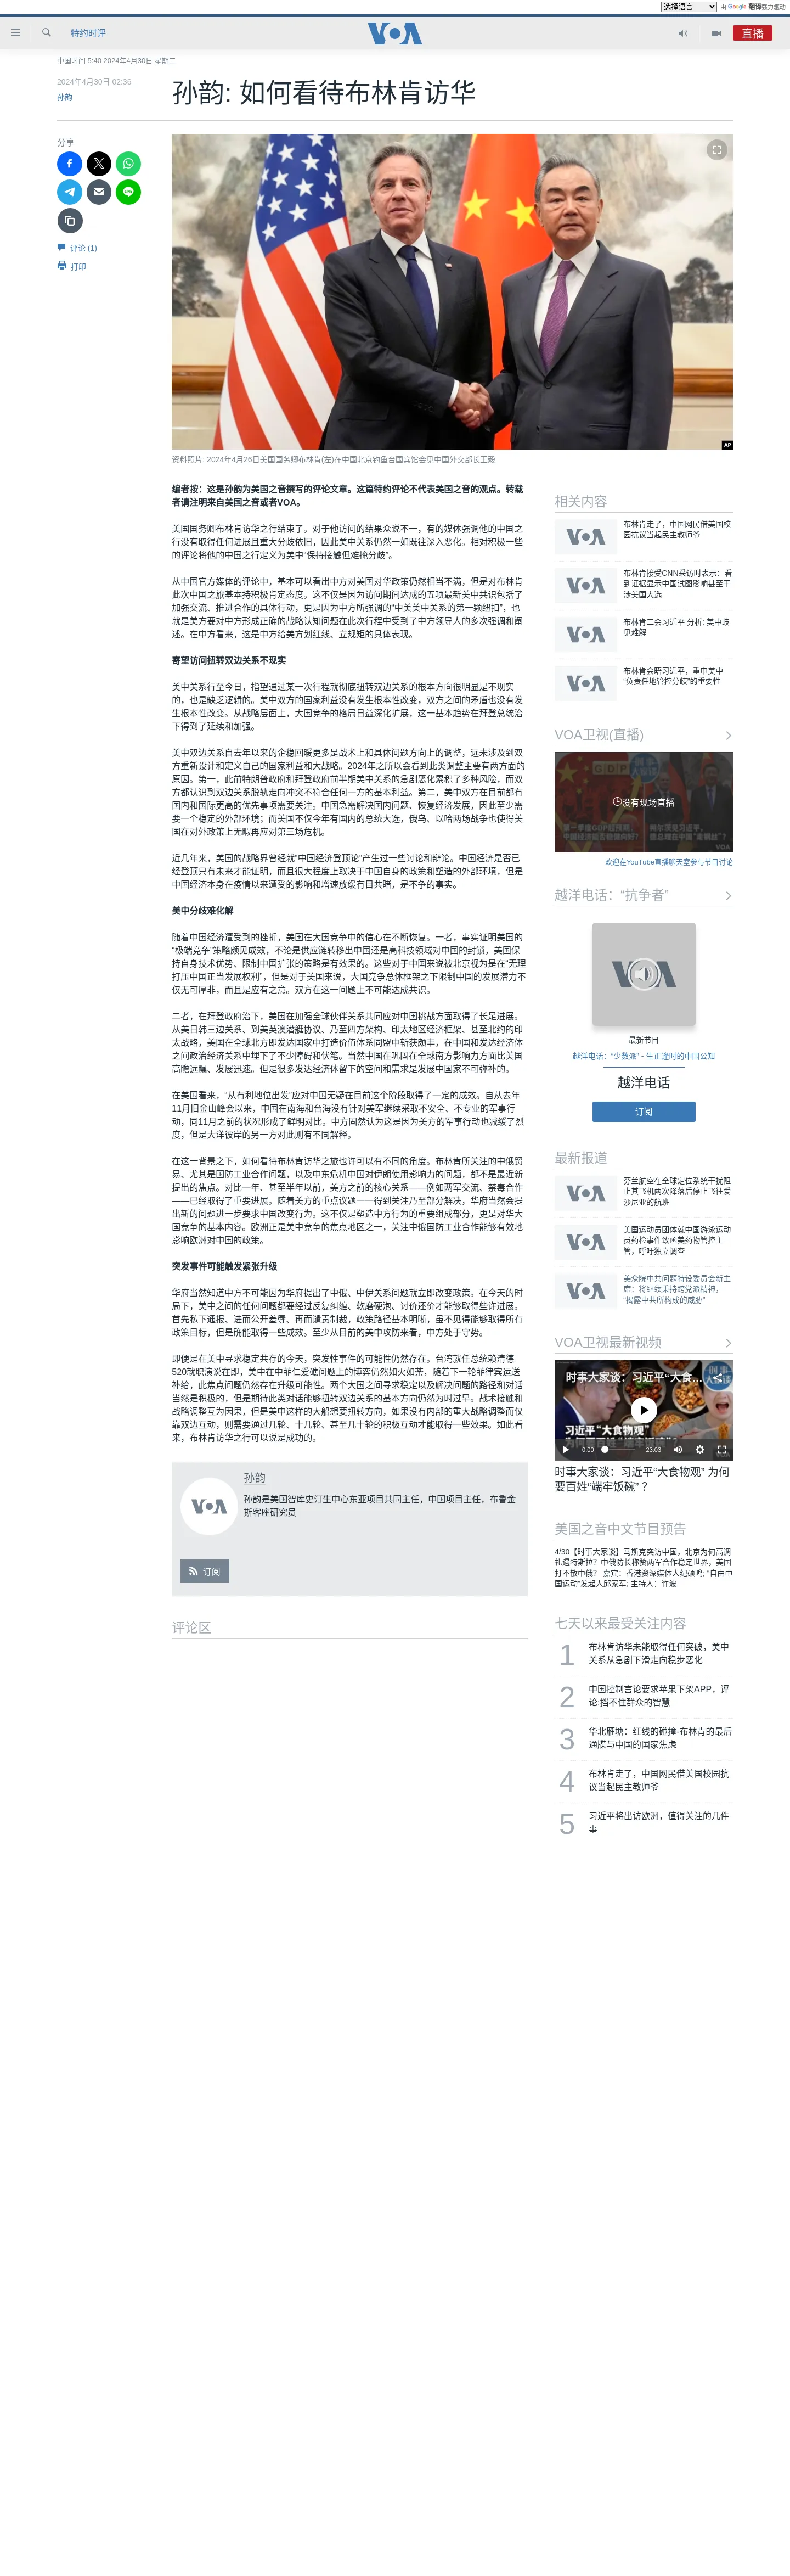 选择语言 由 Google 翻译强力驱动
特约时评
VOA
直播
中国时间 5:40 2024年4月30日 星期二
2024年4月30日 02:36
孙韵
孙韵: 如何看待布林肯访华
分享
评论 (1)
打印
AP
资料照片: 2024年4月26日美国国务卿布林肯(左)在中国北京钓鱼台国宾馆会见中国外交部长王毅
编者按：这是孙韵为美国之音撰写的评论文章。这篇特约评论不代表美国之音的观点。转载
者请注明来自美国之音或者VOA。
美国国务卿布林肯访华之行结束了。对于他访问的结果众说不一，有的媒体强调他的中国之
行没有取得任何进展且重大分歧依旧，因此美中关系仍然一如既往深入恶化。相对积极一些
的评论将他的中国之行定义为美中“保持接触但难掩分歧”。
从中国官方媒体的评论中，基本可以看出中方对美国对华政策仍然相当不满，但是对布林肯
此次中国之旅基本持积极肯定态度。这不仅是因为访问期间达成的五项最新美中共识包括了
加强交流、推进合作的具体行动，更是因为中方所强调的“中美美中关系的第一颗纽扣”，也
就是美方要对中方形成正确的战略认知问题在此次行程中受到了中方领导人的多次强调和阐
述。在中方看来，这是中方给美方划红线、立规矩的具体表现。
寄望访问扭转双边关系不现实
美中关系行至今日，指望通过某一次行程就彻底扭转双边关系的根本方向很明显是不现实
的，也是缺乏逻辑的。美中双方的国家利益没有发生根本性改变，双方之间的矛盾也没有发
生根本性改变。从战略层面上，大国竞争的格局日益深化扩展，这一基本趋势在拜登总统治
下得到了延续和加强。
美中双边关系自去年以来的企稳回暖更多是战术上和具体问题方向上的调整，远未涉及到双
方重新设计和定义自己的国家利益和大战略。2024年之所以会看到此类调整主要有两方面的
原因。第一，此前特朗普政府和拜登政府前半期美中关系的急剧恶化累积了多种风险，而双
方都认识到双边关系脱轨走向冲突不符合任何一方的基本利益。第二，美中双方在目前都有
国内和国际更高的优先事项需要关注。中国急需解决国内问题、恢复经济发展，因此至少需
要一个稳定的外部环境；而美国不仅今年有国内的总统大选，俄乌、以哈两场战争也使得美
国在对外政策上无暇再应对第三场危机。
近几年来，美国的战略界曾经就“中国经济登顶论”产生过一些讨论和辩论。中国经济是否已
经登顶只有未来才能证明，而且很大程度上取决于中国自身的政策和塑造的外部环境，但是
中国经济本身在疫情以来遭受的影响和增速放缓有目共睹，是不争的事实。
美中分歧难化解
随着中国经济遭受到的挫折，美国在大国竞争中的信心在不断恢复。一者，事实证明美国的
“极端竞争”策略颇见成效，不论是供应链转移出中国还是高科技领域对中国的封锁，美国保
持自身技术优势、限制中国扩张的策略是有效果的。这些对于中国来说被北京视为是在“无理
打压中国正当发展权利”，但是对于美国来说，大国竞争总体框架之下限制中国的发展潜力不
仅无可厚非，而且是应有之意。双方在这一问题上不可能达成共识。
二者，在拜登政府治下，美国在加强全球伙伴关系共同应对中国挑战方面取得了长足进展。
从美日韩三边关系、到美英澳潜艇协议、乃至四方架构、印太地区经济框架、甚至北约的印
太战略，美国在全球北方即发达国家中打造价值体系同盟中斩获颇丰，在中国和发达经济体
之间政治经济关系中埋下了不少障碍和伏笔。当然中国在巩固在全球南方影响力方面比美国
高瞻远瞩、发展迅速。但是很多发达经济体留下的空间和需求是发展中国家不可弥补的。
在美国看来，“从有利地位出发”应对中国无疑在目前这个阶段取得了一定的成效。自从去年
11月旧金山峰会以来，中国在南海和台海没有针对美军继续采取不安全、不专业的军事行
动，同11月之前的状况形成了鲜明对比。中方固然认为这是因为美方的军事行动也减缓了烈
度，但是大洋彼岸的另一方对此则有不同解释。
在这一背景之下，如何看待布林肯访华之旅也许可以有不同的角度。布林肯所关注的中俄贸
易、尤其是国防工业合作问题，以及中东危机中国对伊朗使用影响力的问题，都不是最近新
提出的焦点。对比一年、甚至半年以前，美方之前的核心关系——例如两军交流、禁毒合作
——已经取得了重要进展。随着美方的重点议题一一得到关注乃至部分解决，华府当然会提
出新的问题进一步要求中国改变行为。这不仅是塑造中方行为的重要组成部分，更是对华大
国竞争的基本内容。欧洲正是美中竞争的焦点地区之一，关注中俄国防工业合作能够有效地
影响欧洲对中国的政策。
突发事件可能触发紧张升级
华府当然知道中方不可能因为华府提出了中俄、中伊关系问题就立即改变政策。在今天的时
局下，美中之间的任何问题都要经过反复纠缠、软磨硬泡、讨价还价才能够取得些许进展。
首先私下通报、进而公开羞辱、再而谴责制裁，政策路径基本明晰，虽不见得能够取得所有
政策目标，但是确能取得一些成效。至少从目前的美中攻防来看，中方处于守势。
即便是在美中寻求稳定共存的今天，突发性事件的可能性仍然存在。台湾就任总统赖清德
520就职演说在即，美中在中菲仁爱礁问题上的博弈仍然如火如荼，随着下一轮菲律宾运送
补给，此焦点问题仍然存在升级可能性。两个大国之间寻求稳定以及解决问题的路径和对话
当然是积极的，但是期待此类对话能够扭转双边关系的基本方向仍然为时过早。战术接触和
战略调整互为因果，但是美中这样的大船想要扭转方向，如果没有内部的重大战略调整而仅
靠双边互动，则需要通过几轮、十几轮、甚至几十轮的积极互动才能取得一些效果。如此看
来，布林肯访华之行可以说是成功的。
VOA
孙韵
孙韵是美国智库史汀生中心东亚项目共同主任，中国项目主任，布鲁金
斯客座研究员
订阅
评论区
相关内容
VOA
布林肯走了，中国网民借美国校
园抗议当起民主教师爷
VOA
布林肯接受CNN采访时表示：看
到证据显示中国试图影响甚至干
涉美国大选
VOA
布林肯二会习近平 分析: 美中歧
见难解
VOA
布林肯会晤习近平，重申美中
“负责任地管控分歧”的重要性
VOA卫视(直播)
没有现场直播
欢迎在YouTube直播聊天室参与节目讨论
越洋电话：“抗争者”
VOA
最新节目
越洋电话：“少数派” - 生正逢时的中国公知
越洋电话
订阅
最新报道
VOA
芬兰航空在全球定位系统干扰阻
止其飞机两次降落后停止飞往爱
沙尼亚的航班
VOA
美国运动员团体就中国游泳运动
员药检事件致函美药物管控主
管，呼吁独立调查
VOA
美众院中共问题特设委员会新主
席：将继续秉持跨党派精神，
“揭露中共所构成的威胁”
VOA卫视最新视频
时事大家谈：习近平“大食…
习近平“大食物观”
0:00 23:03
时事大家谈：习近平“大食物观” 为何
要百姓“端牢饭碗” ？
美国之音中文节目预告
4/30【时事大家谈】马斯克突访中国，北京为何高调
礼遇特斯拉？中俄防长称赞两军合作稳定世界，美国
打不散中俄？ 嘉宾：香港资深媒体人纪硕鸣; “自由中
国运动”发起人邱家军; 主持人：许波
七天以来最受关注内容
1 布林肯访华未能取得任何突破，美中
关系从急剧下滑走向稳步恶化
2 中国控制言论要求苹果下架APP，评
论:挡不住群众的智慧
3 华北雁塘：红线的碰撞-布林肯的最后
通牒与中国的国家焦虑
4 布林肯走了，中国网民借美国校园抗
议当起民主教师爷
5 习近平将出访欧洲，值得关注的几件
事